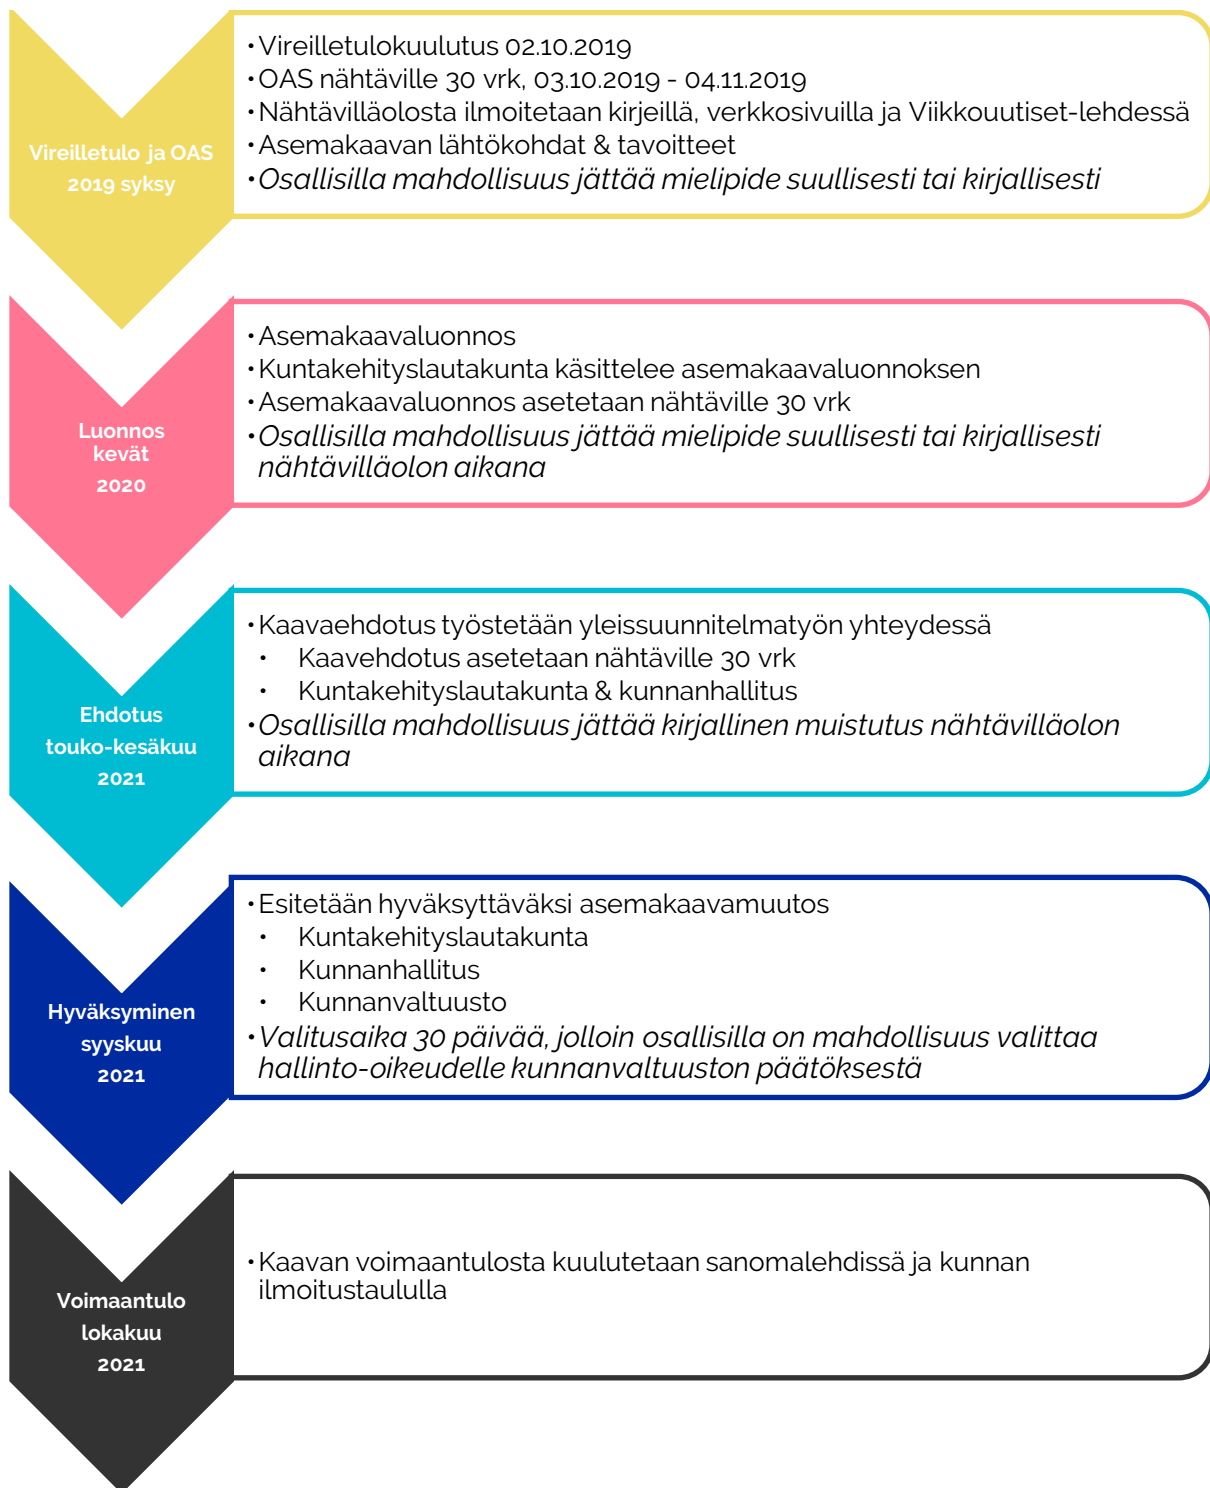 Vireilletulo ja OAS
2019 syksy
•Vireilletulokuulutus 02.10.2019
•OAS nähtäville 30 vrk, 03.10.2019 - 04.11.2019
•Nähtävilläolosta ilmoitetaan kirjeillä, verkkosivuilla ja Viikkouutiset-lehdessä
•Asemakaavan lähtökohdat & tavoitteet
•Osallisilla mahdollisuus jättää mielipide suullisesti tai kirjallisesti
Luonnos
kevät
2020
•Asemakaavaluonnos
•Kuntakehityslautakunta käsittelee asemakaavaluonnoksen
•Asemakaavaluonnos asetetaan nähtäville 30 vrk
•Osallisilla mahdollisuus jättää mielipide suullisesti tai kirjallisesti
nähtävilläolon aikana
Ehdotus
touko-kesäkuu
2021
•Kaavaehdotus työstetään yleissuunnitelmatyön yhteydessä
• Kaavehdotus asetetaan nähtäville 30 vrk
• Kuntakehityslautakunta & kunnanhallitus
•Osallisilla mahdollisuus jättää kirjallinen muistutus nähtävilläolon
aikana
Hyväksyminen
syyskuu
2021
•Esitetään hyväksyttäväksi asemakaavamuutos
• Kuntakehityslautakunta
• Kunnanhallitus
• Kunnanvaltuusto
•Valitusaika 30 päivää, jolloin osallisilla on mahdollisuus valittaa
hallinto-oikeudelle kunnanvaltuuston päätöksestä
Voimaantulo
lokakuu
2021
•Kaavan voimaantulosta kuulutetaan sanomalehdissä ja kunnan
ilmoitustaululla